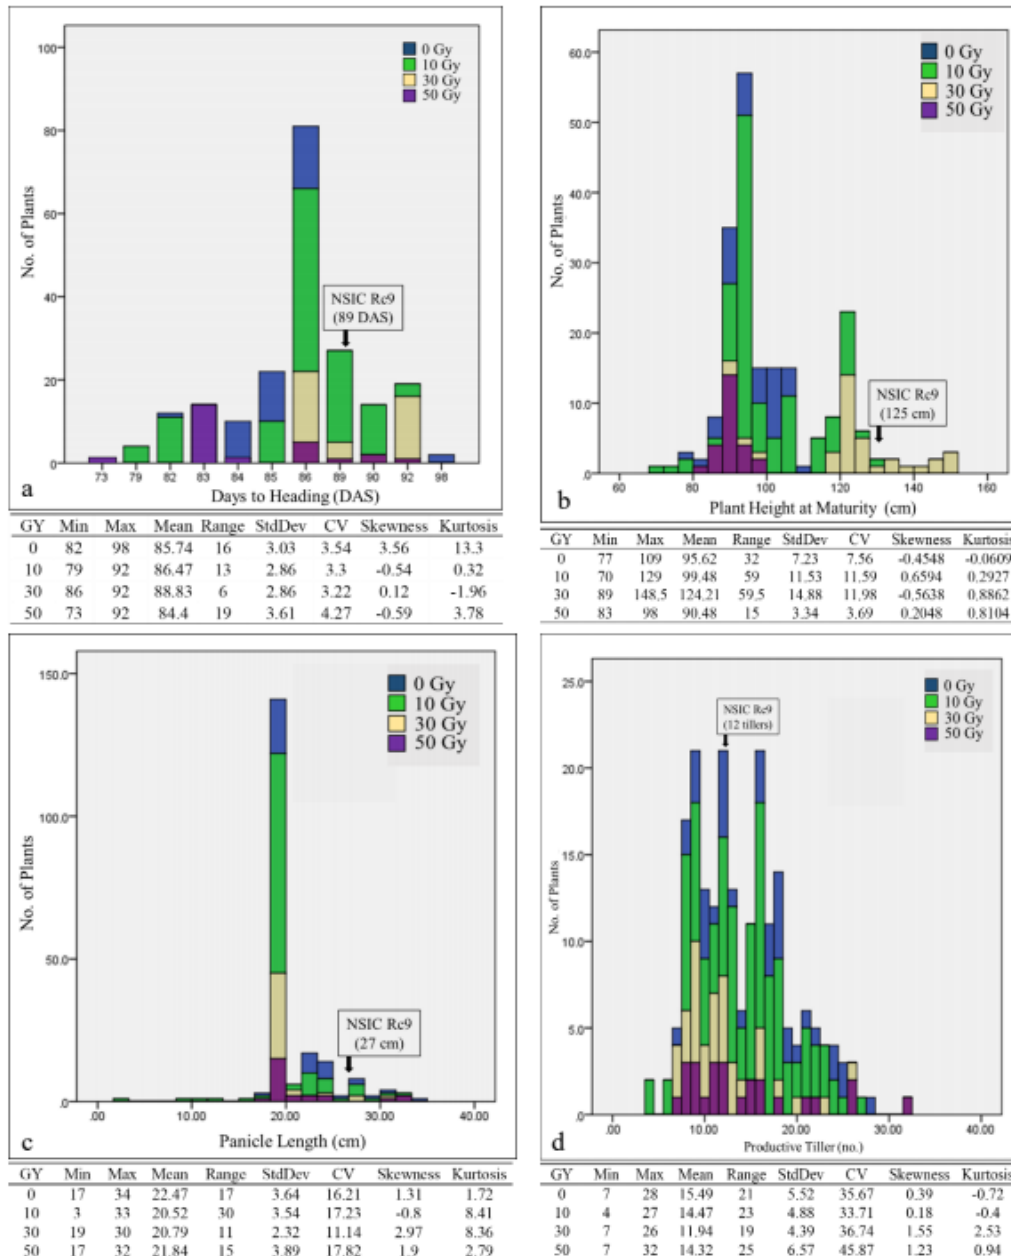 100
80
60
40
20
0
No. of Plants
0 Gy
10 Gy
30 Gy
50 Gy
NSIC Rc9
(89 DAS)
73 79 82 83 84 85 86 89 90 92 98
Days to Heading (DAS)
a
GY Min Max Mean Range StdDev CV Skewness Kurtosis
0 82 98 85.74 16 3.03 3.54 3.56 13.3
10 79 92 86.47 13 2.86 3.3 -0.54 0.32
30 86 92 88.83 6 2.86 3.22 0.12 -1.96
50 73 92 84.4 19 3.61 4.27 -0.59 3.78
60.0
50.0
40.0
30.0
20.0
10.0
.0
No. of Plants
0 Gy
10 Gy
30 Gy
50 Gy
NSIC Rc9
(125 cm)
60 80 100 120 140 160
Plant Height at Maturity (cm)
b
GY Min Max Mean Range StdDev CV Skewness Kurtosis
0 77 109 95.62 32 7.23 7.56 -0.4548 -0.0609
10 70 129 99.48 59 11.53 11.59 0.6594 0.2927
30 89 148,5 124,21 59,5 14,88 11,98 -0,5638 0,8862
50 83 98 90.48 15 3.34 3.69 0.2048 0.8104
150.0
100.0
50.0
.0
No. of Plants
0 Gy
10 Gy
30 Gy
50 Gy
NSIC Rc9
(27 cm)
.00 10.00 20.00 30.00 40.00
Panicle Length (cm)
c
GY Min Max Mean Range StdDev CV Skewness Kurtosis
0 17 34 22.47 17 3.64 16.21 1.31 1.72
10 3 33 20.52 30 3.54 17.23 -0.8 8.41
30 19 30 20.79 11 2.32 11.14 2.97 8.36
50 17 32 21.84 15 3.89 17.82 1.9 2.79
25.0
20.0
15.0
10.0
5.0
.0
No. of Plants
0 Gy
10 Gy
30 Gy
50 Gy
NSIC Rc9
(12 tillers)
.00 10.00 20.00 30.00 40.00
Productive Tiller (no.)
d
GY Min Max Mean Range StdDev CV Skewness Kurtosis
0 7 28 15.49 21 5.52 35.67 0.39 -0.72
10 4 27 14.47 23 4.88 33.71 0.18 -0.4
30 7 26 11.94 19 4.39 36.74 1.55 2.53
50 7 32 14.32 25 6.57 45.87 1.23 0.94